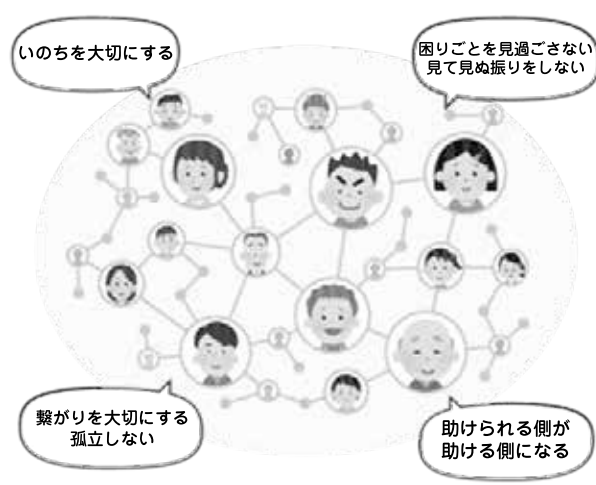 いのちを大切にする
困りごとを見過ごさない
見て見ぬ振りをしない
繋がりを大切にする
孤立しない
助けられる側が
助ける側になる